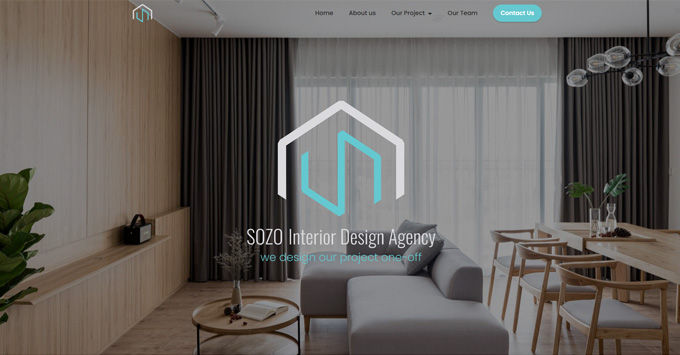 Home About us Our Project Our Team Contact Us
SOZO Interior Design Agency
we design our project one-off